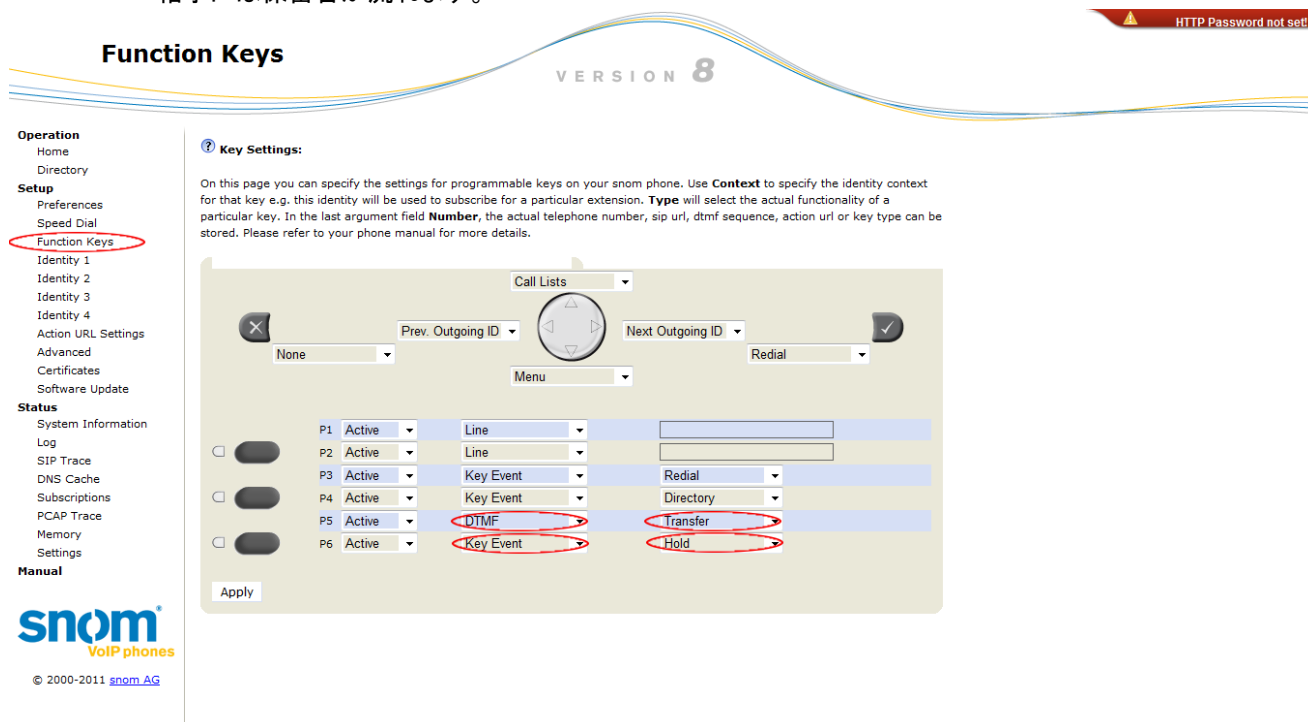 HTTP Password not set!
Function Keys
VERSION 8
Operation
Home
Directory
Setup
Preferences
Speed Dial
Function Keys
Identity 1
Identity 2
Identity 3
Identity 4
Action URL Settings
Advanced
Certificates
Software Update
Status
System Information
Log
SIP Trace
DNS Cache
Subscriptions
PCAP Trace
Memory
Settings
Manual
snom
VoIP phones
© 2000-2011 snom AG
Key Settings:
On this page you can specify the settings for programmable keys on your snom phone. Use Context to specify the identity context
for that key e.g. this identity will be used to subscribe for a particular extension. Type will select the actual functionality of a
particular key. In the last argument field Number, the actual telephone number, sip url, dtmf sequence, action url or key type can be
stored. Please refer to your phone manual for more details.
Call Lists
Prev. Outgoing ID
Next Outgoing ID
None
Redial
Menu
P1 Active Line
P2 Active Line
P3 Active Key Event Redial
P4 Active Key Event Directory
P5 Active DTMF Transfer
P6 Active Key Event Hold
Apply